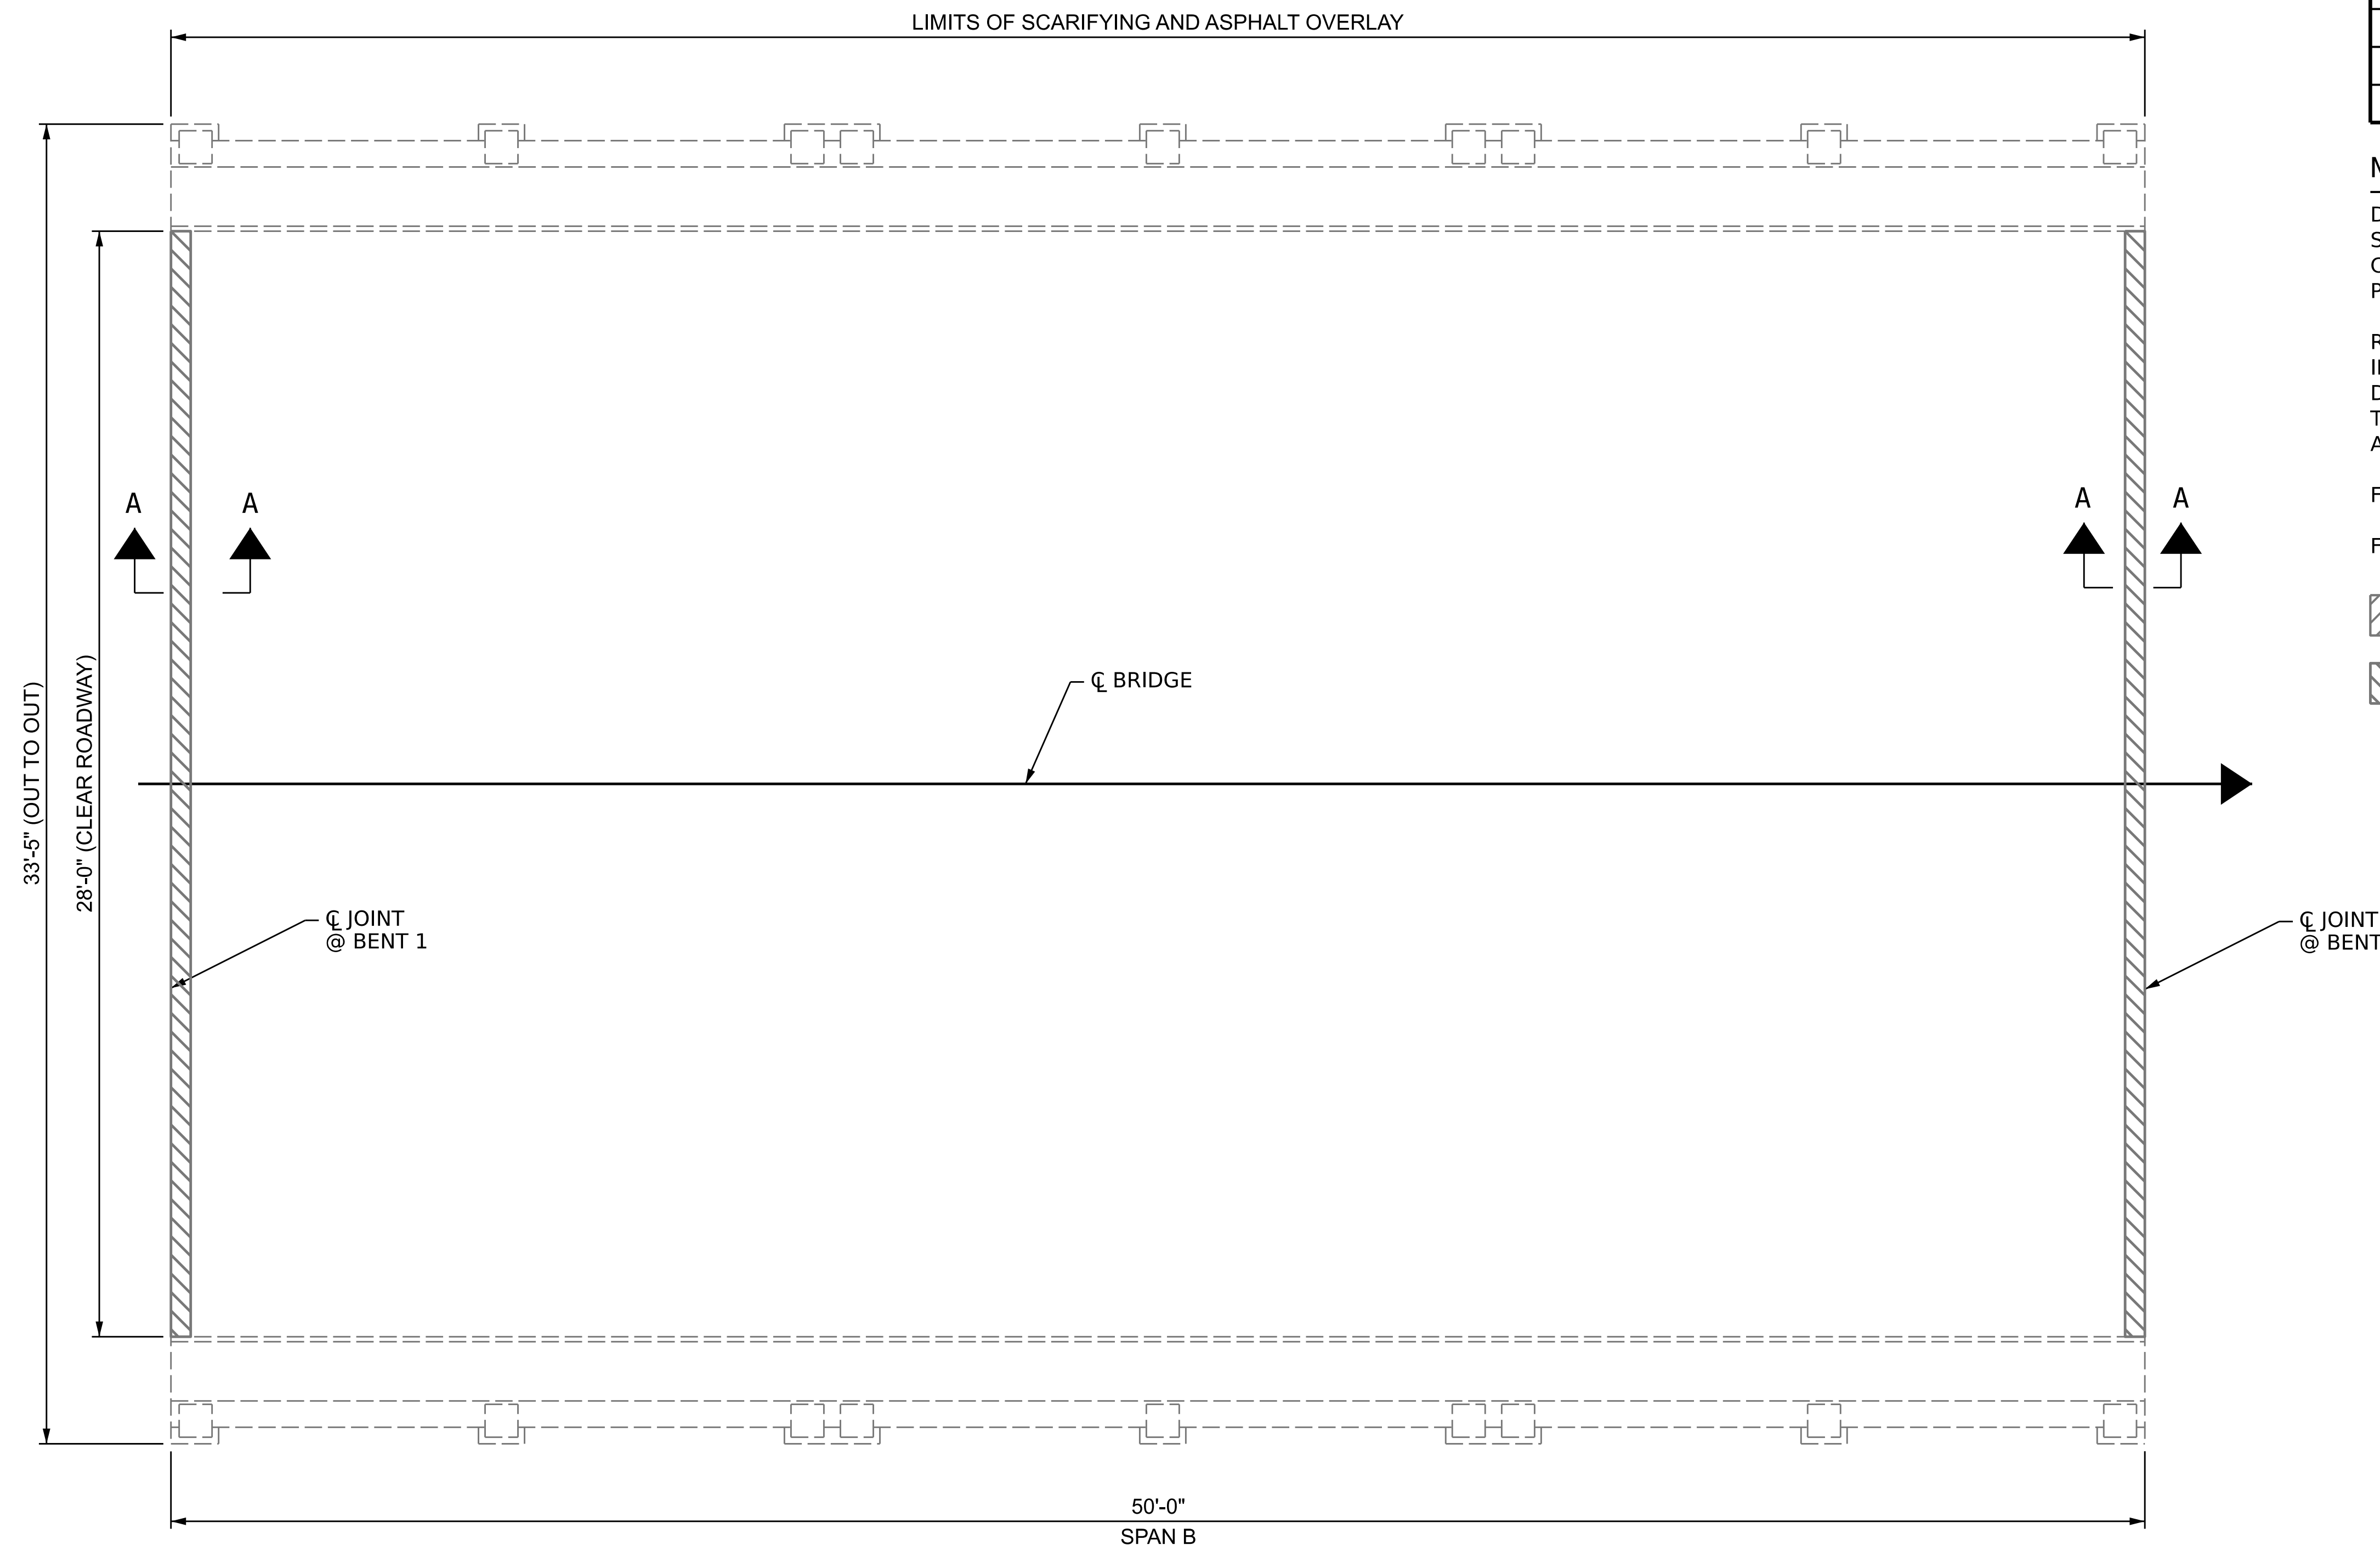 LIMITS OF SCARIFYING AND ASPHALT OVERLAY
A A A A
33'-5" (OUT TO OUT)
28'-0" (CLEAR ROADWAY)
℄ BRIDGE
℄ JOINT
@ BENT 1
℄ JOINT
@ BENT
50'-0"
SPAN B